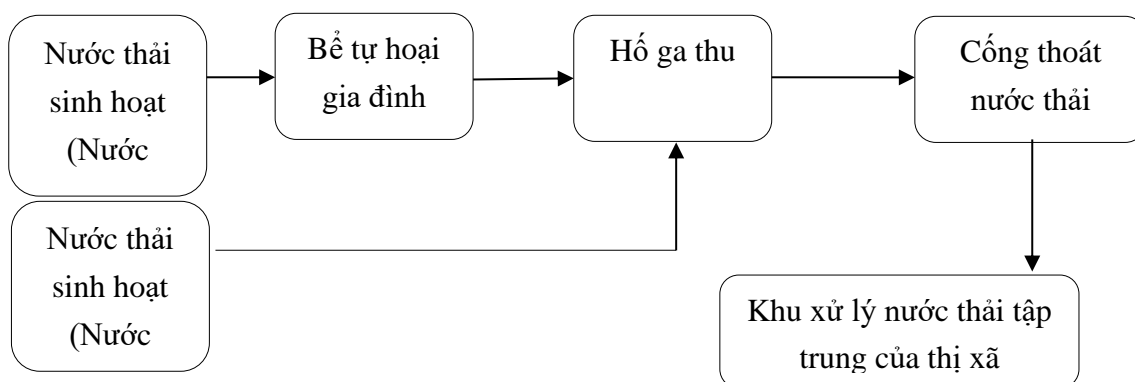 Nước thải
sinh hoạt
(Nước
Bể tự hoại
gia đình
Hố ga thu
Cống thoát
nước thải
Nước thải
sinh hoạt
(Nước
Khu xử lý nước thải tập
trung của thị xã